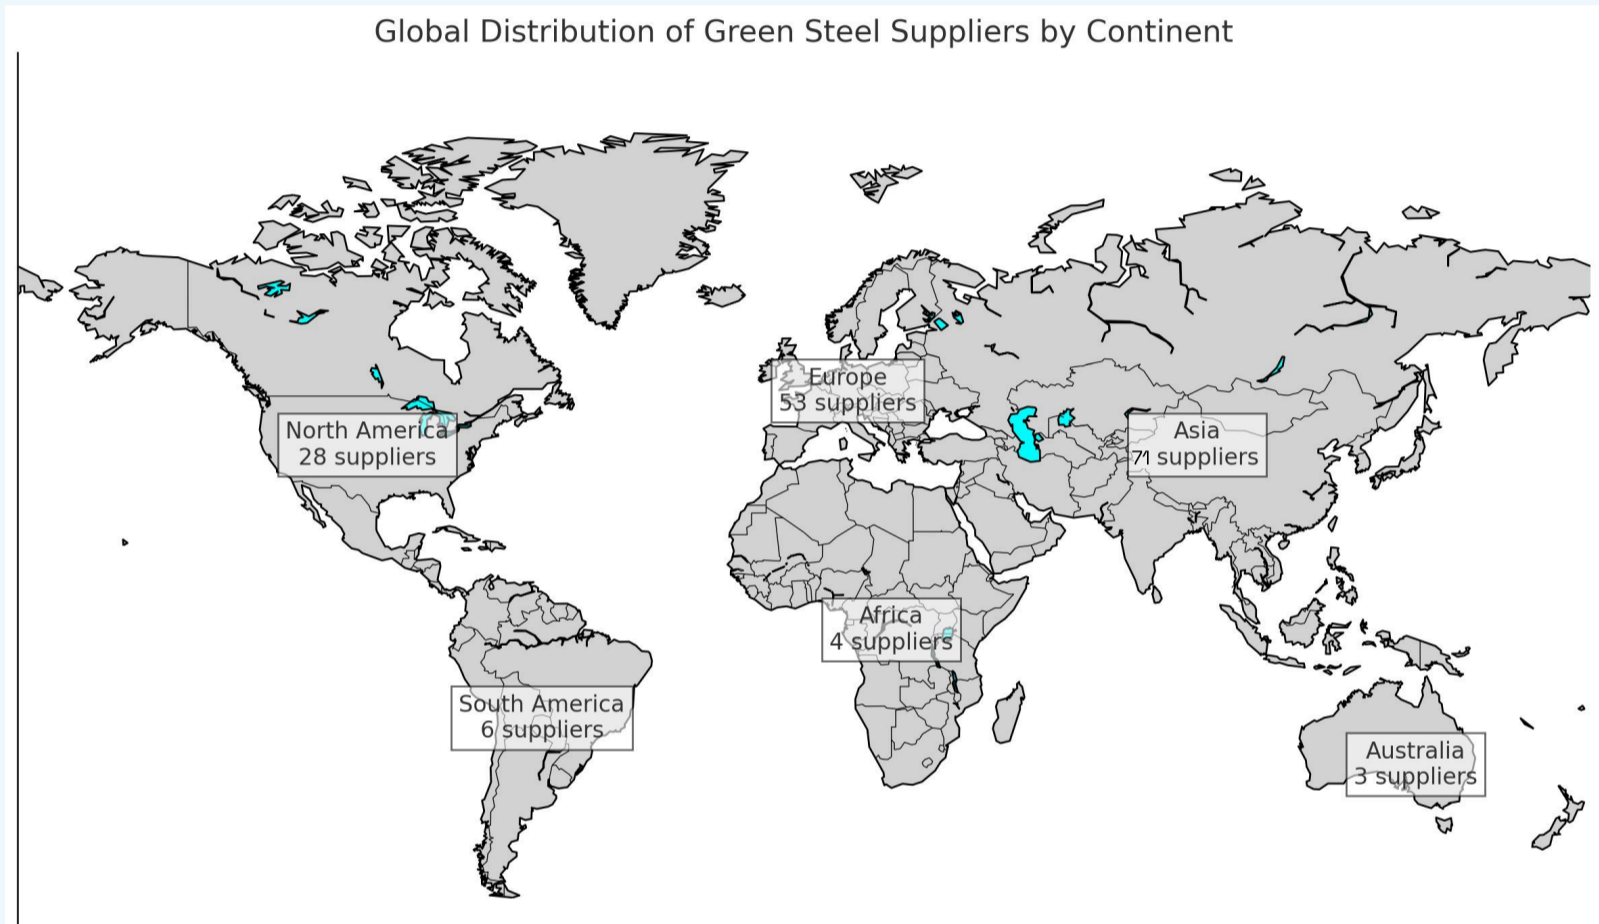 Global Distribution of Green Steel Suppliers by Continent
Europe
53 suppliers
North America
28 suppliers
Asia
71 suppliers
Africa
4 suppliers
South America
6 suppliers
Australia
3 suppliers